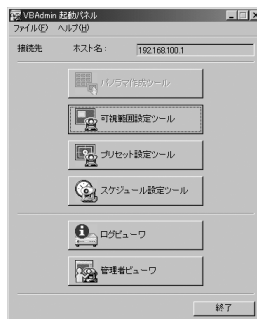 VBAdmin 起動パネル
ファイル(F) ヘルプ(H)
接続先 ホスト名: 192.168.100.1
パノラマ作成ツール
可視範囲設定ツール
プリセット設定ツール
スケジュール設定ツール
ログビューワ
管理者ビューワ
終了